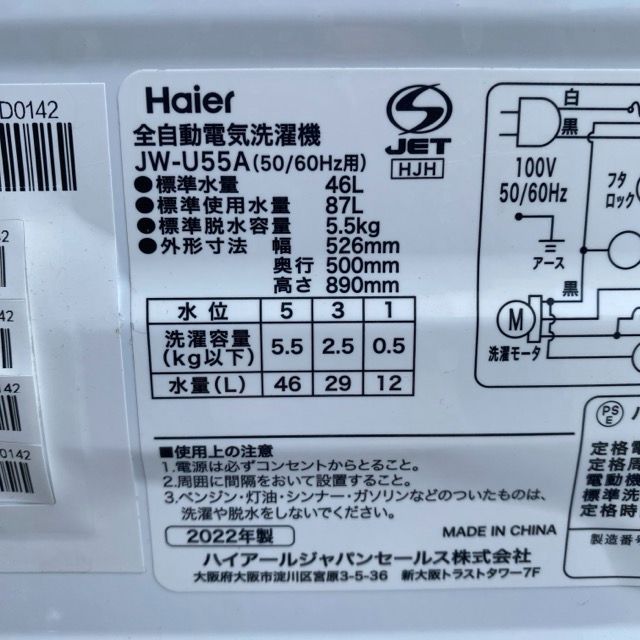 D0142
142
142
142
0142
Haier
全自動電気洗濯機
JW-U55A(50/60Hz用)
●標準水量 46L
●標準使用水量 87L
●標準脱水容量 5.5kg
●外形寸法 幅 526mm
奥行 500mm
高さ 890mm
S
JET
HJH
水位 5 3 1
洗濯容量(kg以下) 5.5 2.5 0.5
水量(L) 46 29 12
■使用上の注意
1.電源は必ずコンセントからとること。
2.周囲に間隔をおいて設置すること。
3.ベンジン・灯油・シンナー・ガソリンなどのついたものは、
洗濯や脱水をしないでください。
2022年製 MADE IN CHINA
ハイアールジャパンセールス株式会社
大阪府大阪市淀川区宮原3-5-36 新大阪トラストタワー7F
白
黒
100V
50/60Hz
アース
フタ
ロック
黒
M
洗濯モータ
PSE
定格電
定格周
電動機
標準洗
定格時
製造番号